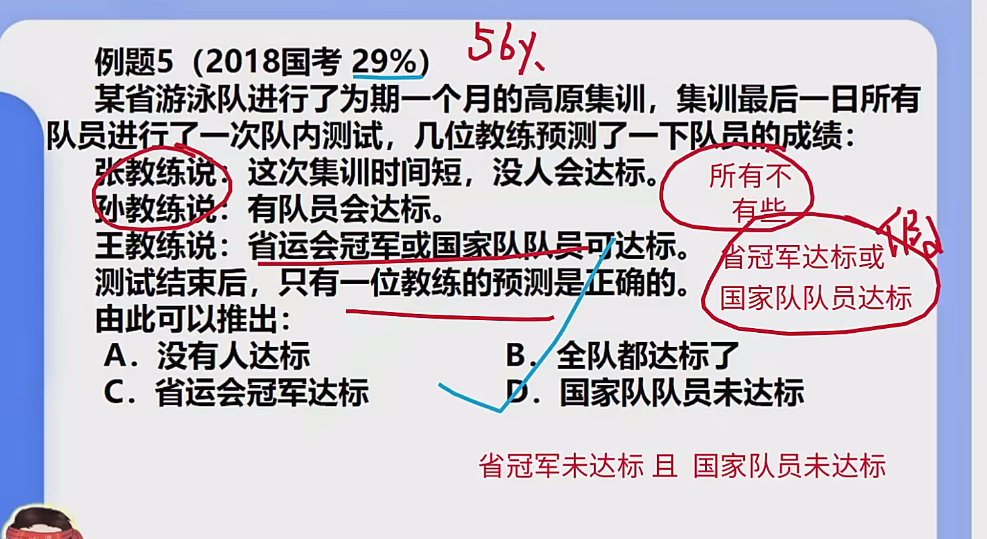 例题5（2018国考 29%） 56%
某省游泳队进行了为期一个月的高原集训，集训最后一日所有
队员进行了一次队内测试，几位教练预测了一下队员的成绩：
张教练说：这次集训时间短，没人会达标。 所有不
孙教练说：有队员会达标。 有些
王教练说：省运会冠军或国家队队员可达标。 省冠军达标或 假
测试结束后，只有一位教练的预测是正确的。 国家队队员达标
由此可以推出：
A．没有人达标 B．全队都达标了
C．省运会冠军达标 D．国家队队员未达标
省冠军未达标 且 国家队员未达标